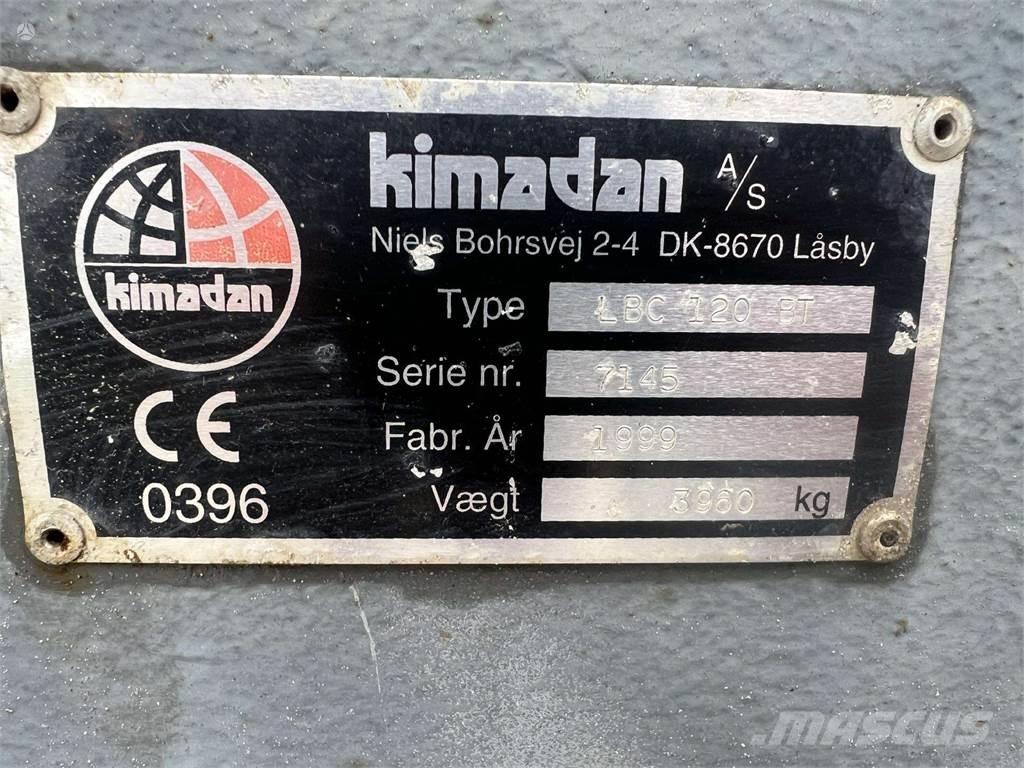 kimadan A/S
Niels Bohrsvej 2-4 DK-8670 Låsby
kimadan
Type LBC 120 BT
Serie nr. 7145
Fabr. År 1999
Vægt 3960 kg
CE
0396
MASCUS